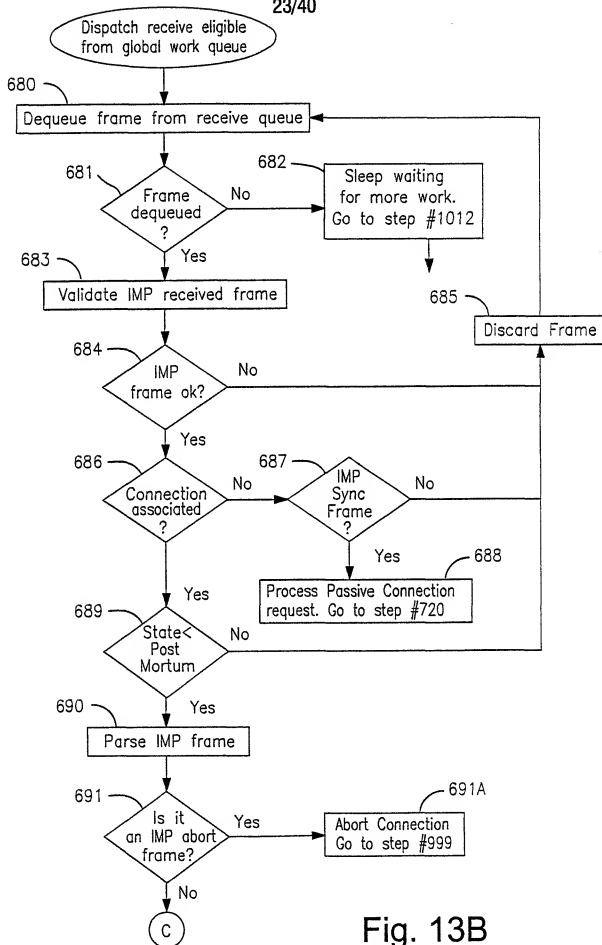 23/40
Dispatch receive eligible
from global work queue
680
Dequeue frame from receive queue
681
Frame
dequeued
?
No
Yes
682
Sleep waiting
for more work.
Go to step #1012
683
Validate IMP received frame
685
Discard Frame
684
IMP
frame ok?
No
Yes
686
Connection
associated
?
No
Yes
687
IMP
Sync
Frame
?
No
Yes
688
Process Passive Connection
request. Go to step #720
689
State<
Post
Mortum
No
Yes
690
Parse IMP frame
691
Is it
an IMP abort
frame?
Yes
No
691A
Abort Connection
Go to step #999
C
Fig. 13B